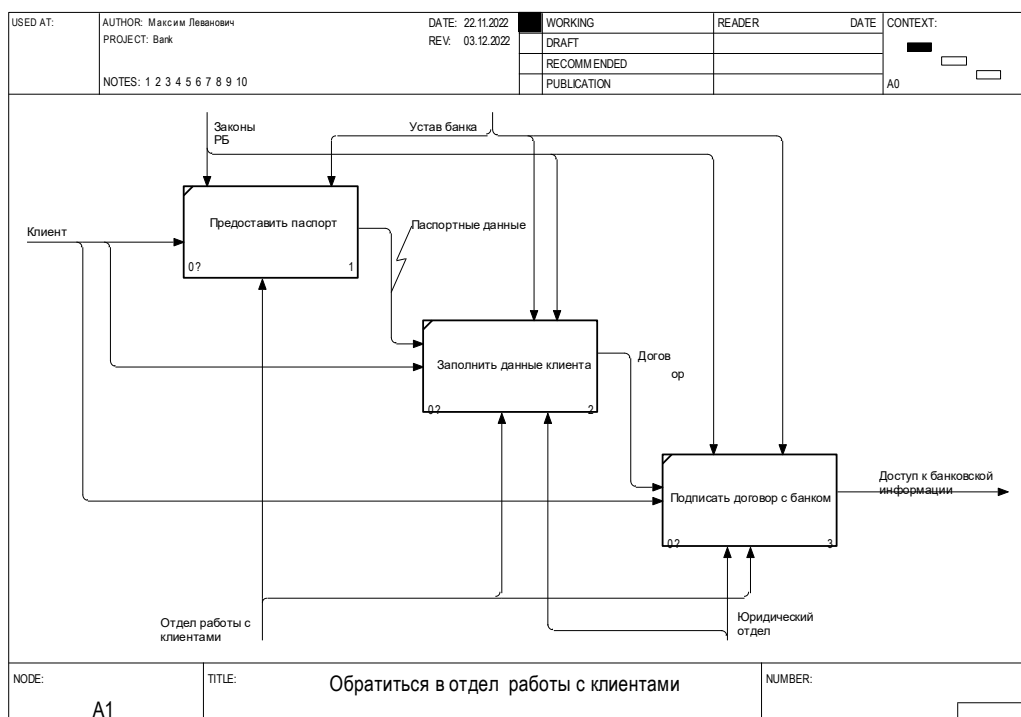 USED AT:
AUTHOR: Максим Леванович
DATE: 22.11.2022
WORKING
READER
DATE
CONTEXT:
PROJECT: Bank
REV: 03.12.2022
DRAFT
RECOMMENDED
NOTES: 1 2 3 4 5 6 7 8 9 10
PUBLICATION
A0
Законы
РБ
Устав банка
Предоставить паспорт
0?
1
Клиент
Паспортные данные
Заполнить данные клиента
0?
2
Догов
ор
Подписать договор с банком
0?
3
Доступ к банковской
информации
Отдел работы с
клиентами
Юридический
отдел
NODE:
A1
TITLE:
Обратиться в отдел работы с клиентами
NUMBER: